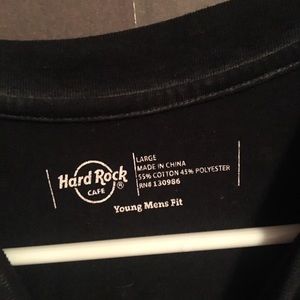 Hard Rock
CAFE
®
LARGE
MADE IN CHINA
55% COTTON 45% POLYESTER
RN# 130986
Young Mens Fit